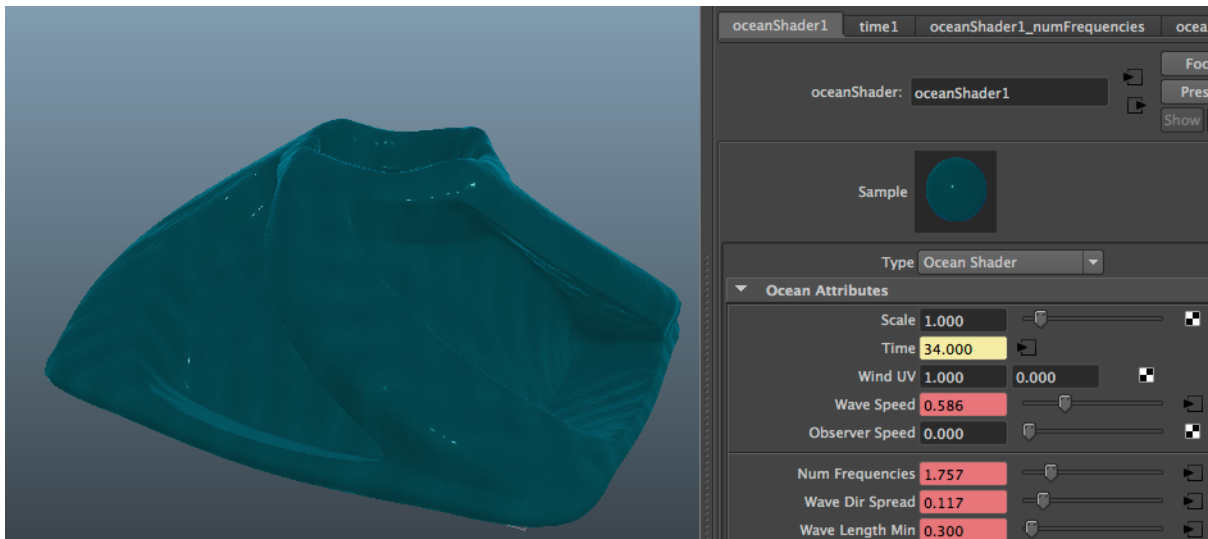 oceanShader1 time1 oceanShader1_numFrequencies
oceanShader: oceanShader1
Show
Sample
Type Ocean Shader
Ocean Attributes
Scale 1.000
Time 34.000
Wind UV 1.000 0.000
Wave Speed 0.586
Observer Speed 0.000
Num Frequencies 1.757
Wave Dir Spread 0.117
Wave Length Min 0.300